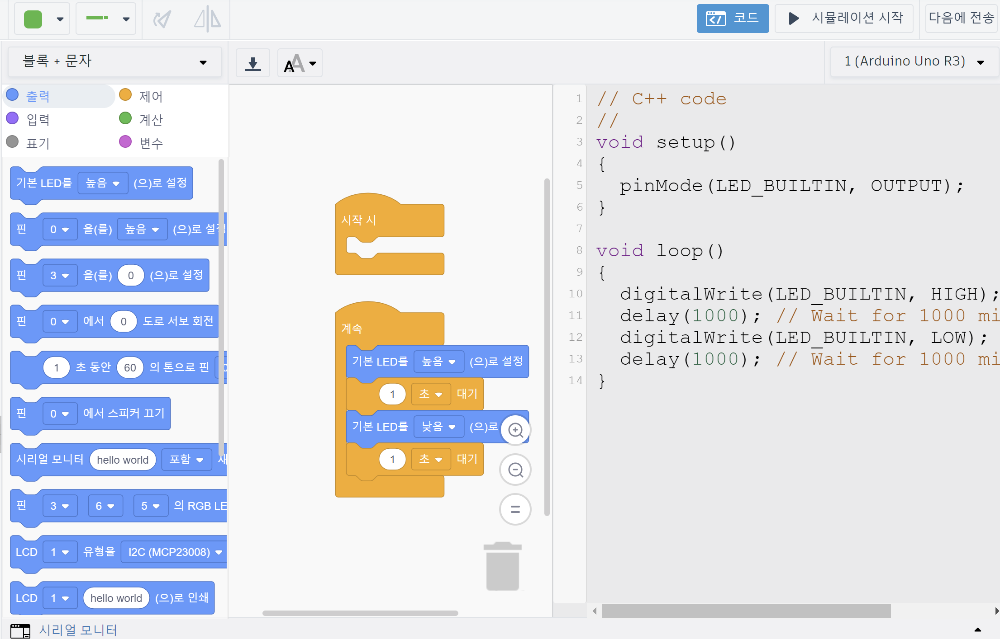 코드
시뮬레이션 시작
다음에 전송
블록 + 문자
AA
1 (Arduino Uno R3)
출력
제어
입력
계산
표기
변수
기본 LED를 높음 (으)로 설정
핀 0 을(를) 높음 (으)로 설정
핀 3 을(를) 0 (으)로 설정
핀 0 에서 0 도로 서보 회전
1 초 동안 60 의 톤으로 핀 0
핀 0 에서 스피커 끄기
시리얼 모니터 hello world 포함 새
핀 3 6 5 의 RGB LE
LCD 1 유형을 I2C (MCP23008)
LCD 1 hello world (으)로 인쇄
시작 시
계속
기본 LED를 높음 (으)로 설정
1 초 대기
기본 LED를 낮음 (으)로
1 초 대기
1 // C++ code
2 //
3 void setup()
4 {
5 pinMode(LED_BUILTIN, OUTPUT);
6 }
7
8 void loop()
9 {
10 digitalWrite(LED_BUILTIN, HIGH);
11 delay(1000); // Wait for 1000 mi
12 digitalWrite(LED_BUILTIN, LOW);
13 delay(1000); // Wait for 1000 mi
14 }
시리얼 모니터